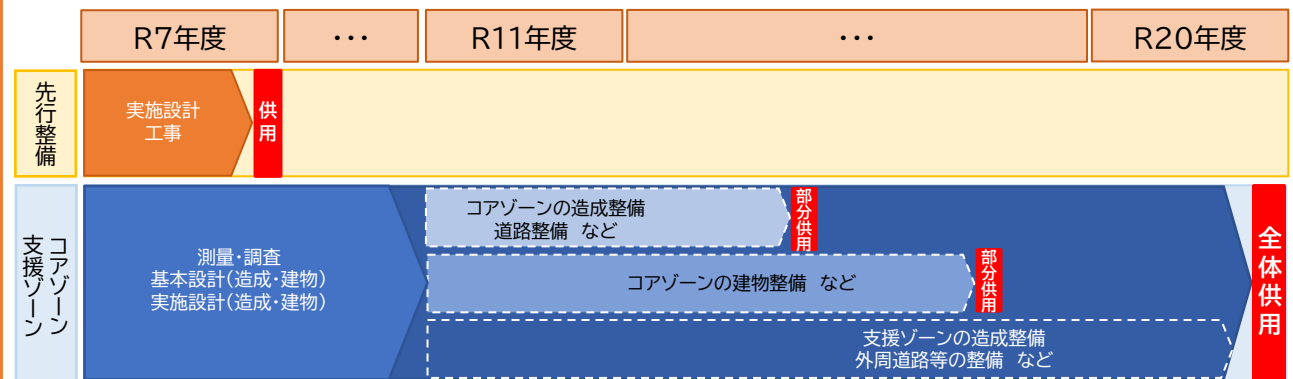 R7年度
･･･
R11年度
･･･
R20年度
先行整備
実施設計
工事
供用
コアゾーン
支援ゾーン
測量・調査
基本設計(造成・建物)
実施設計(造成・建物)
コアゾーンの造成整備
道路整備 など
部分供用
コアゾーンの建物整備 など
部分供用
支援ゾーンの造成整備
外周道路等の整備 など
全体供用